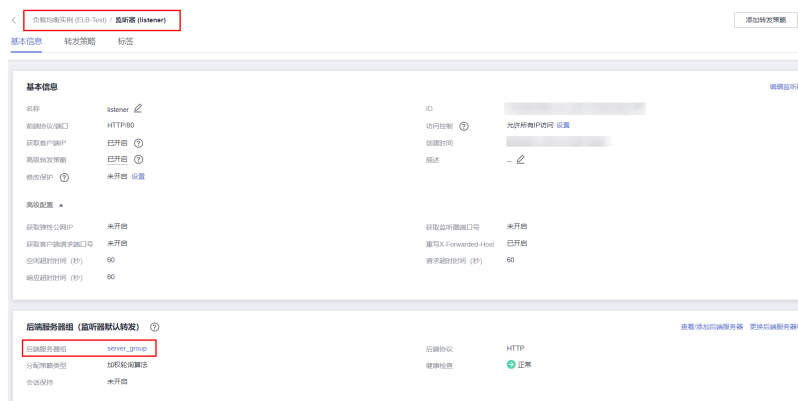 负载均衡实例 (ELB-Test) / 监听器 (listener)
添加转发策略
基本信息 转发策略 标签
基本信息
编辑监听
名称 listener ID
前端协议/端口 HTTP/80 访问控制 允许所有IP访问 设置
获取客户端IP 已开启 创建时间
高级转发策略 已开启 描述 --
修改保护 未开启 设置
高级配置
获取弹性公网IP 未开启 获取监听器端口号 未开启
获取客户端请求端口号 未开启 重写X-Forwarded-Host 已开启
空闲超时时间 (秒) 60 请求超时时间 (秒) 60
响应超时时间 (秒) 60
后端服务器组 (监听器默认转发)
查看/添加后端服务器 更换后端服务器
后端服务器组 server_group 后端协议 HTTP
分配策略类型 加权轮询算法 健康检查 正常
会话保持 未开启